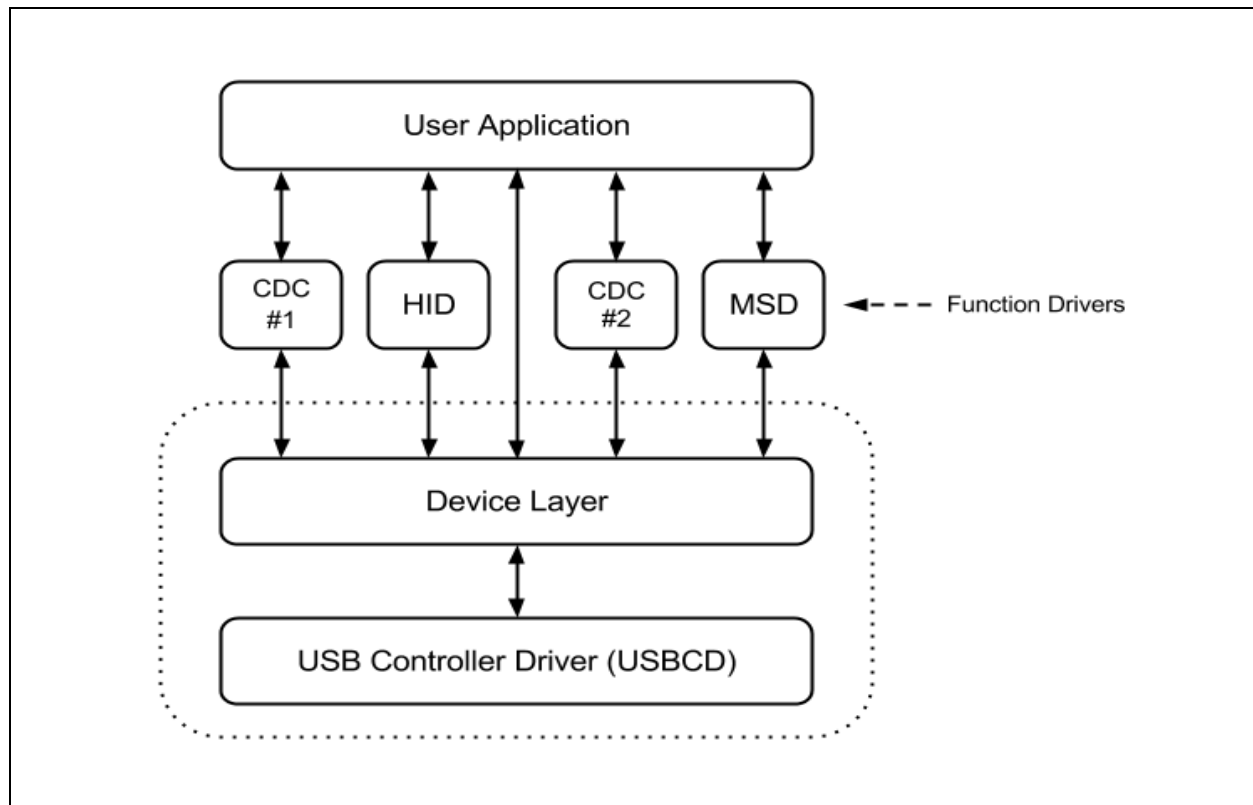 User Application
CDC
#1
HID
CDC
#2
MSD
Function Drivers
Device Layer
USB Controller Driver (USBCD)